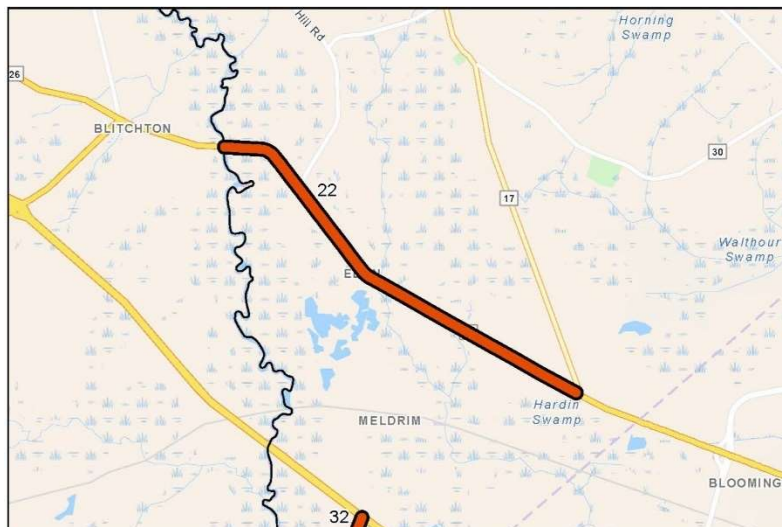 Hill Rd
Horning
Swamp
26
BLITCHTON
30
22
17
Walthour
Swamp
Hardin
Swamp
MELDRIM
BLOOMING
32